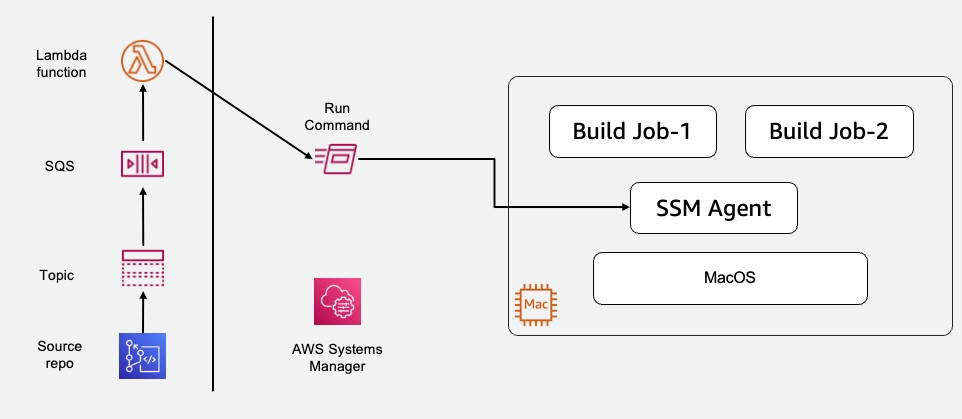 Lambda
function
SQS
Topic
Source
repo
Run
Command
AWS Systems
Manager
Build Job-1
Build Job-2
SSM Agent
MacOS
Mac